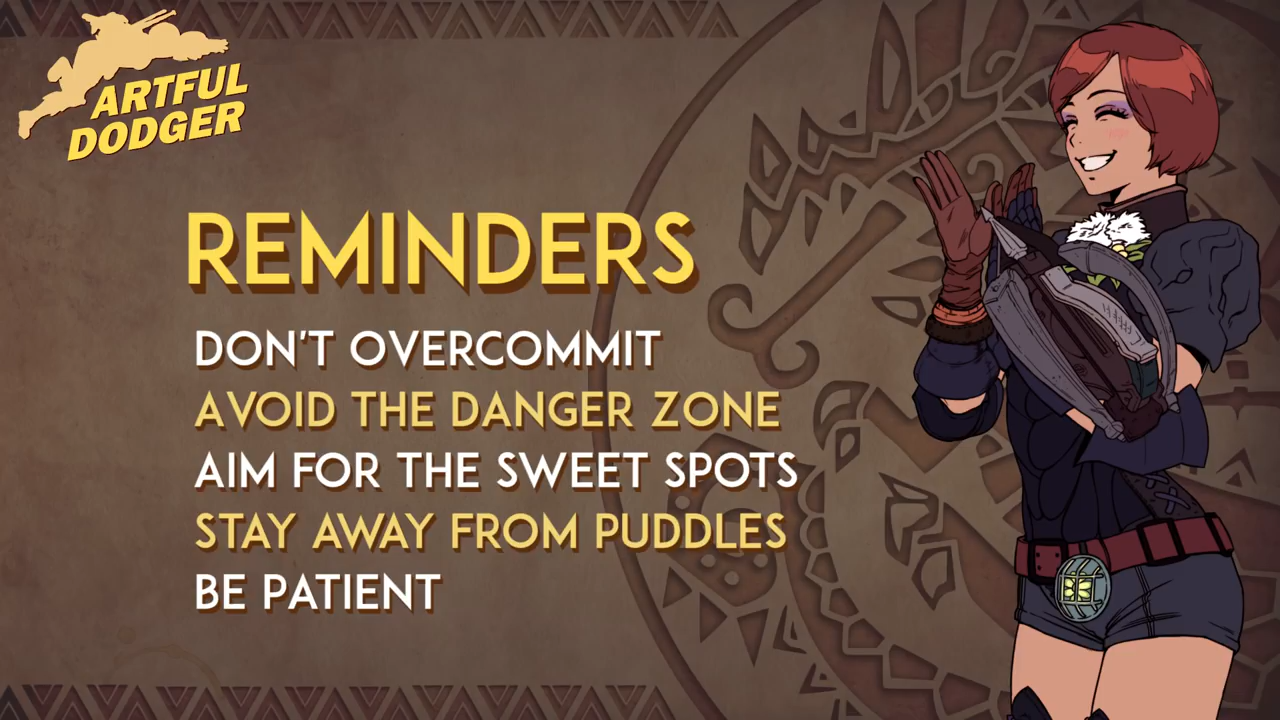 ARTFUL
DODGER
REMINDERS
DON'T OVERCOMMIT
AVOID THE DANGER ZONE
AIM FOR THE SWEET SPOTS
STAY AWAY FROM PUDDLES
BE PATIENT